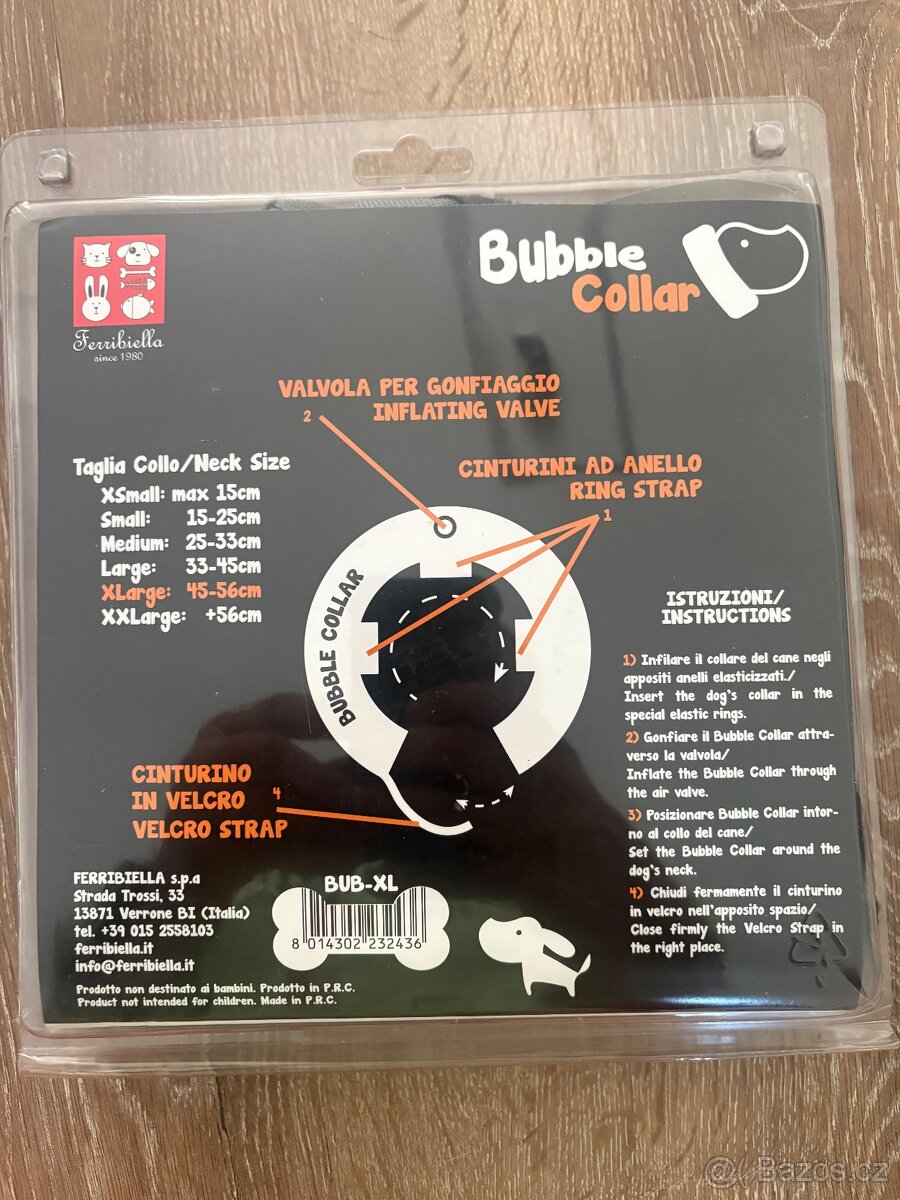 Bubble
Collar
Ferribiella
since 1980
VALVOLA PER GONFIAGGIO
2 INFLATING VALVE
Taglia Collo/Neck Size
XSmall: max 15cm
Small: 15-25cm
Medium: 25-33cm
Large: 33-45cm
XLarge: 45-56cm
XXLarge: +56cm
CINTURINI AD ANELLO
RING STRAP
1
BUBBLE COLLAR
ISTRUZIONI/
INSTRUCTIONS
1) Infilare il collare del cane negli
appositi anelli elasticizzati./
Insert the dog's collar in the
special elastic rings.
2) Gonfiare il Bubble Collar attra-
verso la valvola/
Inflate the Bubble Collar through
the air valve.
3) Posizionare Bubble Collar intor-
no al collo del cane/
Set the Bubble Collar around the
dog's neck.
4) Chiudi fermamente il cinturino
in velcro nell'apposito spazio/
Close firmly the Velcro Strap in
the right place.
CINTURINO
IN VELCRO 4
VELCRO STRAP
FERRIBIELLA s.p.a
Strada Trossi, 33
13871 Verrone BI (Italia)
tel. +39 015 2558103
ferribiella.it
info@ferribiella.it
BUB-XL
8 014302 232436
Prodotto non destinato ai bambini. Prodotto in P.R.C.
Product not intended for children. Made in P.R.C.
@ Bazos.cz